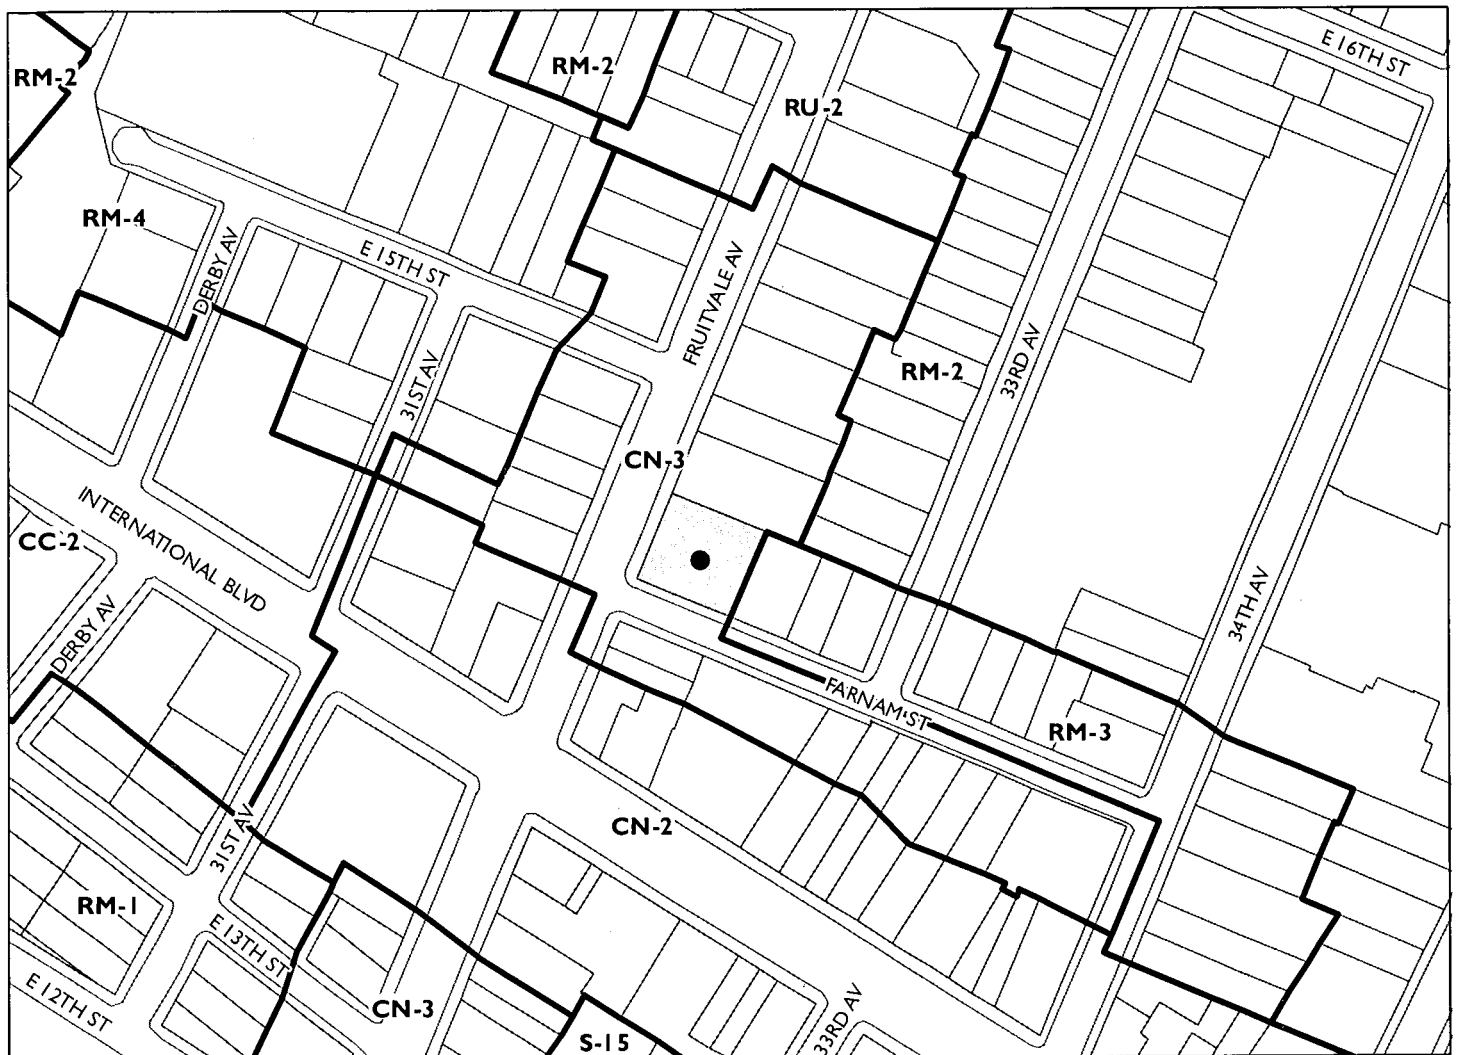 E 16TH ST
RM-2
RM-2
RU-2
RM-4
DERBY AV
E 15TH ST
FRUITVALE AV
31ST AV
33RD AV
RM-2
CN-3
INTERNATIONAL BLVD
CC-2
DERBY AV
34TH AV
FARNAM ST
RM-3
CN-2
31ST AV
RM-1
E 13TH ST
E 12TH ST
CN-3
33RD AV
S-15